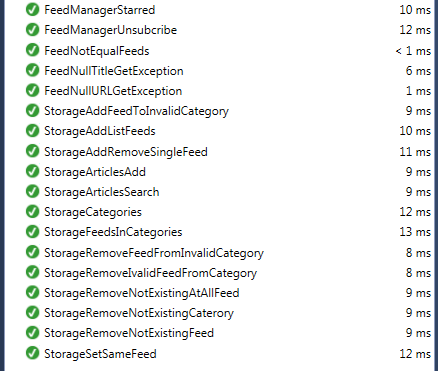 FeedManagerStarred 10 ms
FeedManagerUnsubcribe 12 ms
FeedNotEqualFeeds < 1 ms
FeedNullTitleGetException 6 ms
FeedNullURLGetException 1 ms
StorageAddFeedToInvalidCategory 9 ms
StorageAddListFeeds 10 ms
StorageAddRemoveSingleFeed 11 ms
StorageArticlesAdd 9 ms
StorageArticlesSearch 9 ms
StorageCategories 12 ms
StorageFeedsInCategories 13 ms
StorageRemoveFeedFromInvalidCategory 8 ms
StorageRemoveIvalidFeedFromCategory 8 ms
StorageRemoveNotExistingAtAllFeed 9 ms
StorageRemoveNotExistingCaterory 9 ms
StorageRemoveNotExistingFeed 9 ms
StorageSetSameFeed 12 ms